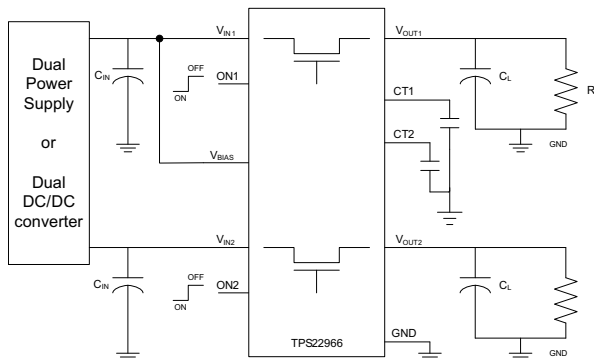 Dual
Power
Supply
or
Dual
DC/DC
converter
VIN1
CIN
OFF
ON
ON1
VBIAS
VIN2
CIN
OFF
ON
ON2
TPS22966
VOUT1
CL
R
GND
CT1
CT2
VOUT2
CL
GND
GND